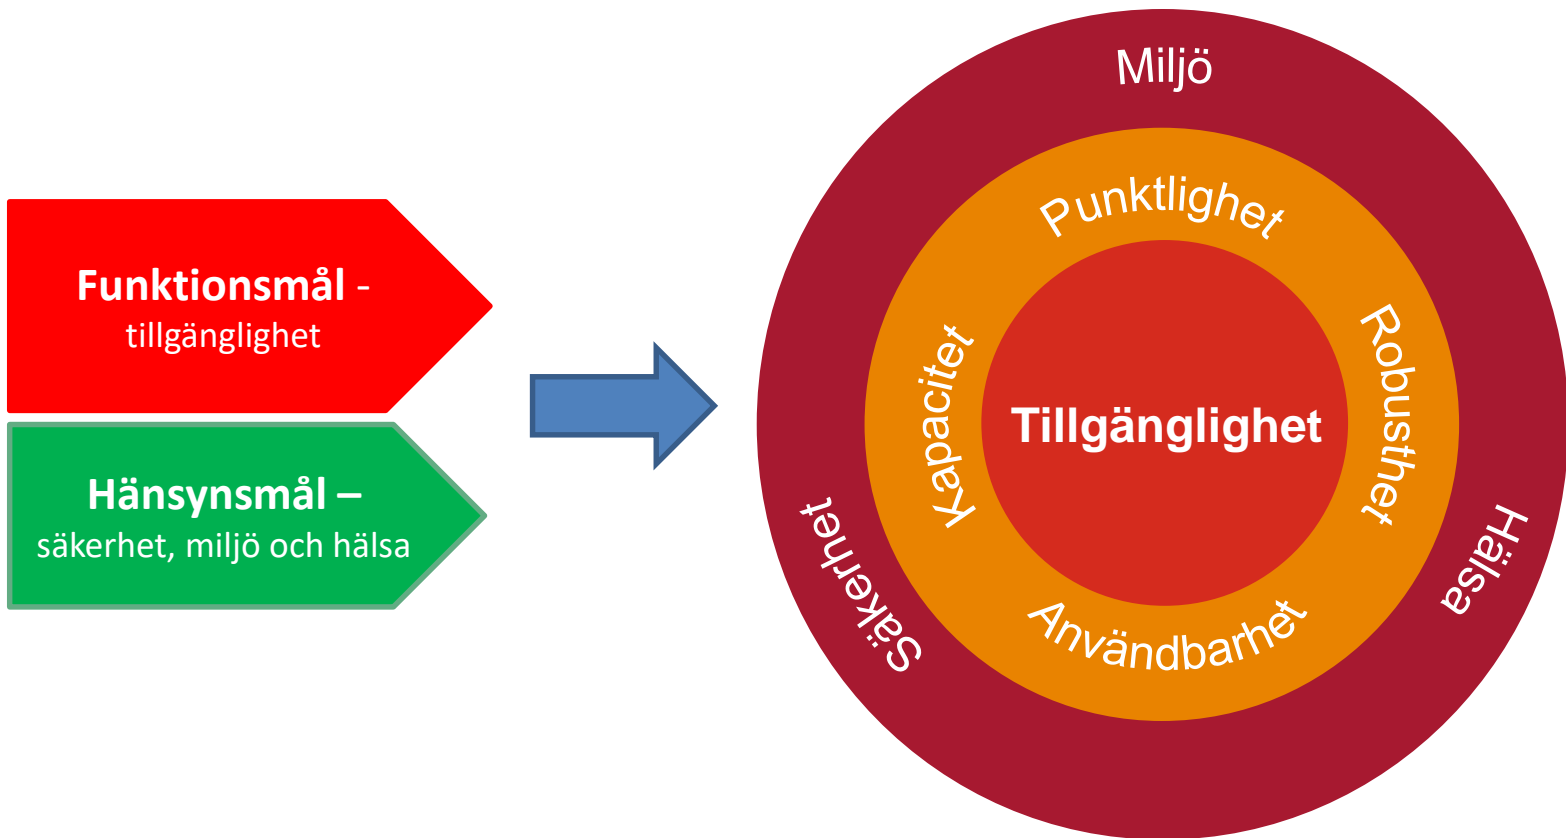 Funktionsmål -
tillgänglighet
Hänsynsmål –
säkerhet, miljö och hälsa
Miljö
Punktlighet
Kapacitet
Robusthet
Tillgänglighet
Användbarhet
Säkerhet
Hälsa